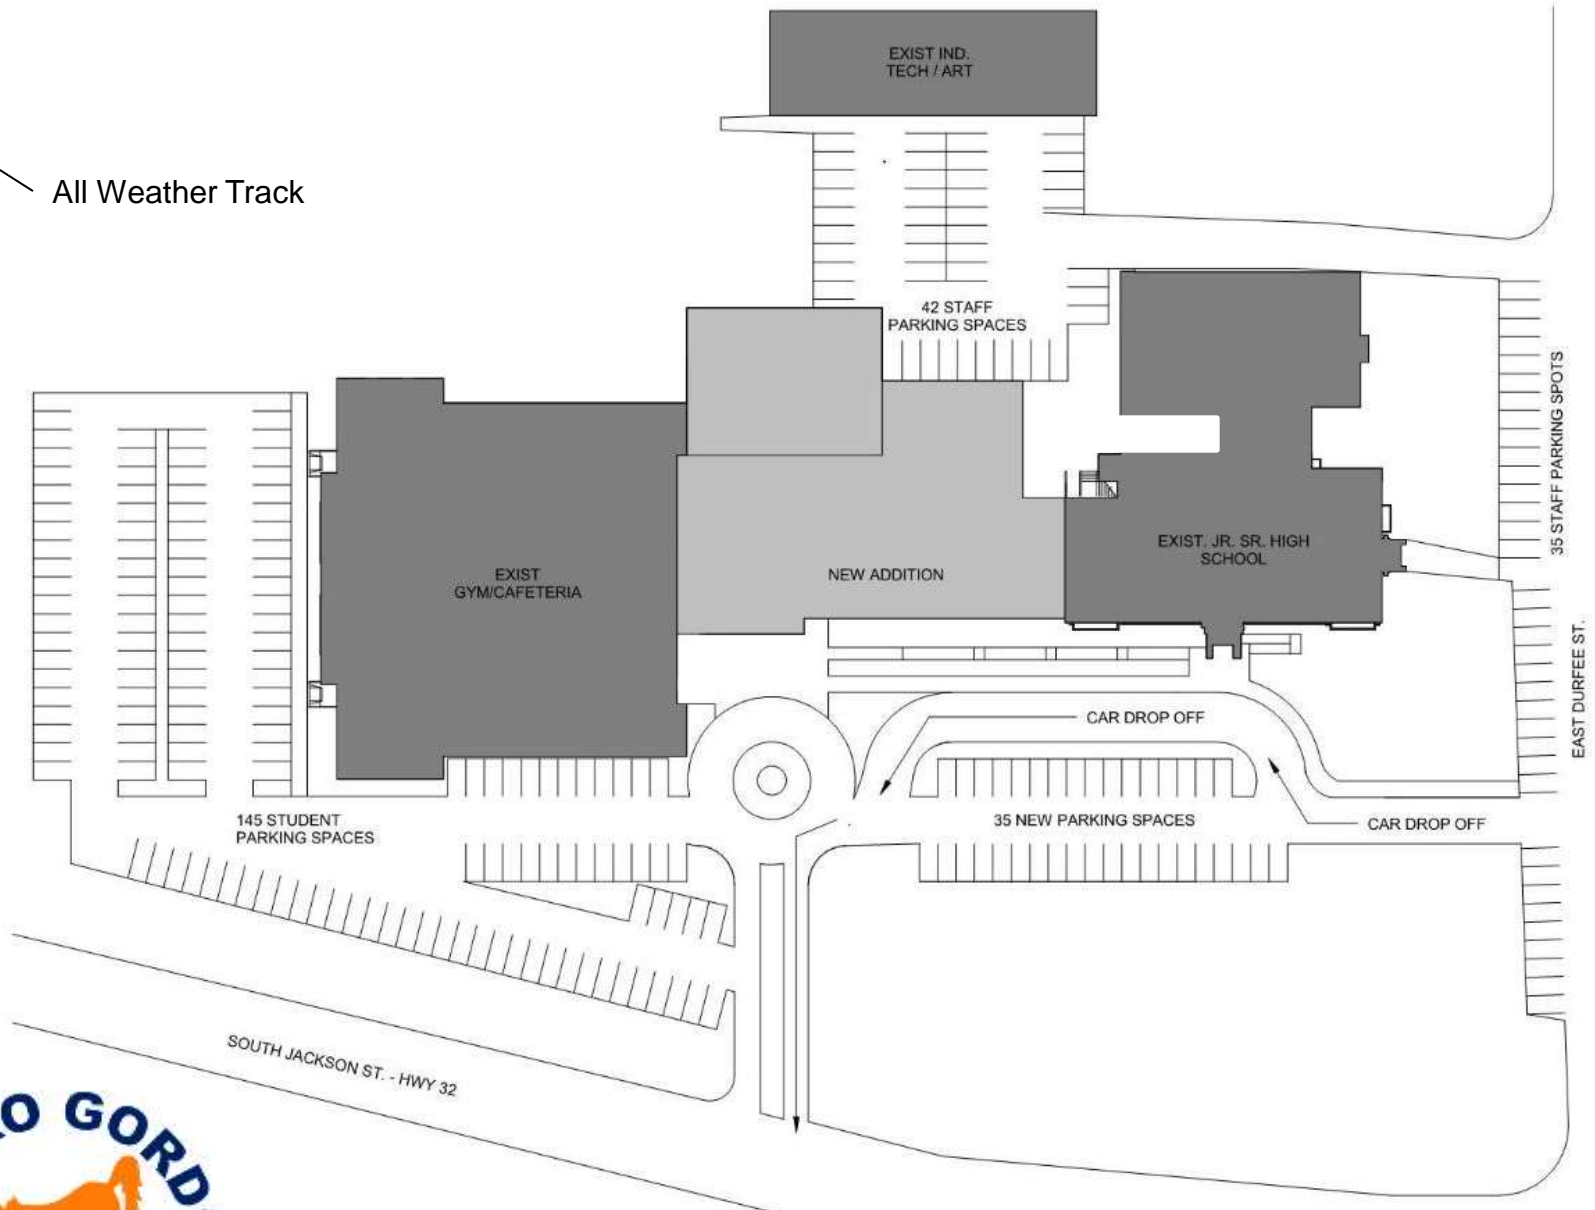 EXIST IND.
TECH / ART
All Weather Track
42 STAFF
PARKING SPACES
35 STAFF PARKING SPOTS
EXIST. JR. SR. HIGH
SCHOOL
EXIST
GYM/CAFETERIA
NEW ADDITION
EAST DURFEE ST.
CAR DROP OFF
145 STUDENT
PARKING SPACES
35 NEW PARKING SPACES
CAR DROP OFF
SOUTH JACKSON ST. - HWY 32
O GORD